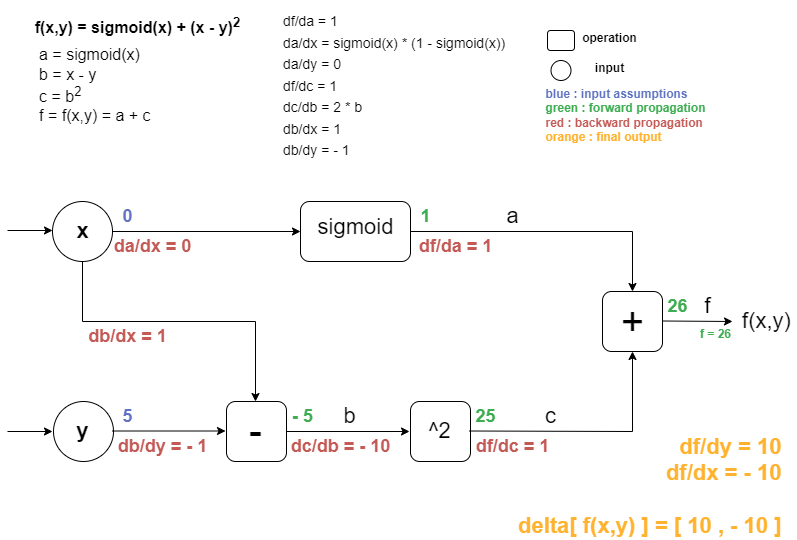 f(x,y) = sigmoid(x) + (x - y)²
a = sigmoid(x)
b = x - y
c = b²
f = f(x,y) = a + c
df/da = 1
da/dx = sigmoid(x) * (1 - sigmoid(x))
da/dy = 0
df/dc = 1
dc/db = 2 * b
db/dx = 1
db/dy = - 1
operation
input
blue : input assumptions
green : forward propagation
red : backward propagation
orange : final output
x
0
da/dx = 0
sigmoid
1
a
df/da = 1
db/dx = 1
+
26
f
f = 26
f(x,y)
y
5
db/dy = - 1
-
- 5
b
dc/db = - 10
^2
25
c
df/dc = 1
df/dy = 10
df/dx = - 10
delta[ f(x,y) ] = [ 10 , - 10 ]